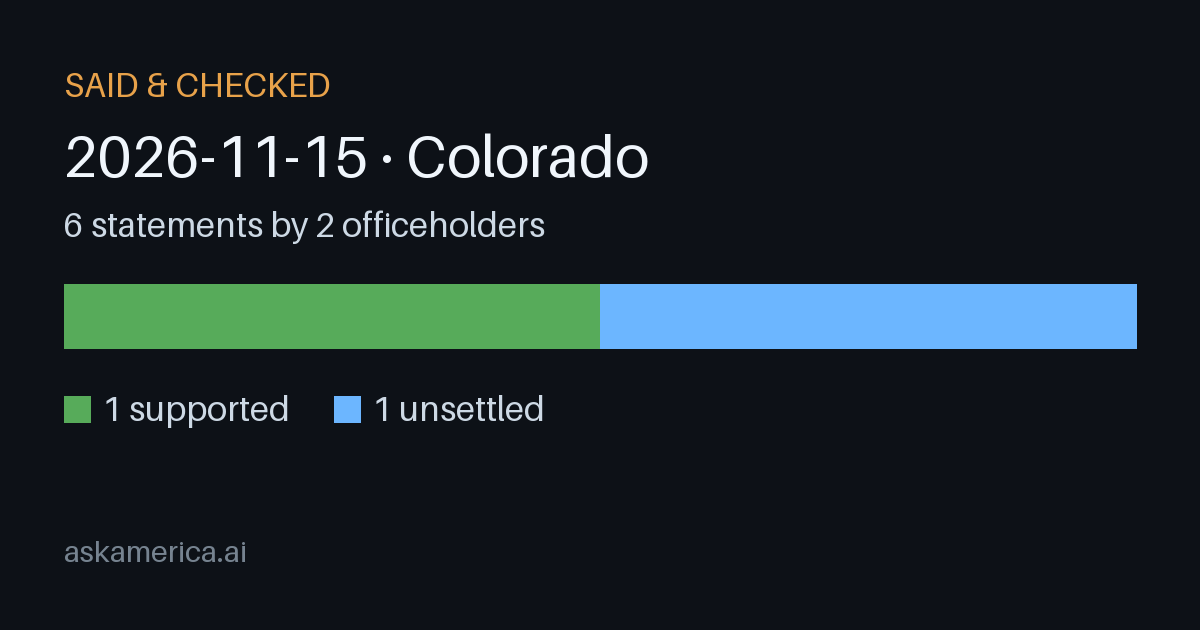 SAID & CHECKED
2026-11-15 · Colorado
6 statements by 2 officeholders
1 supported 1 unsettled
askamerica.ai